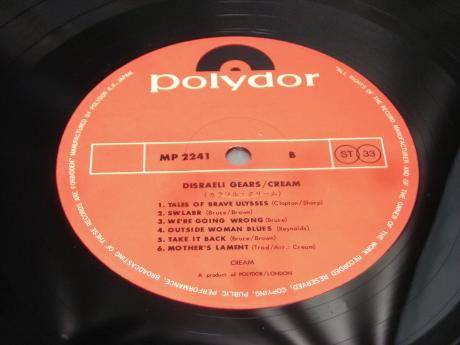 polydor
MP 2241 B ST 33
DISRAELI GEARS/CREAM
(カラフル・クリーム)
1. TALES OF BRAVE ULYSSES (Clapton/Sharp)
2. SWLABR (Bruce/Brown)
3. WE'RE GOING WRONG (Bruce)
4. OUTSIDE WOMAN BLUES (Reynolds)
5. TAKE IT BACK (Bruce/Brown)
6. MOTHER'S LAMENT (Trad/Arr.: Cream)
CREAM
A product of POLYDOR/LONDON
"ALL RIGHTS OF THE RECORD MANUFACTURER AND OF THE OWNER OF THE WORK RECORDED RESERVED, COPYING, PUBLIC PERFORMANCE, BROADCASTING OF THESE RECORDS ARE FORBIDDEN" MANUFACTURED BY POLYDOR K.K., JAPAN.